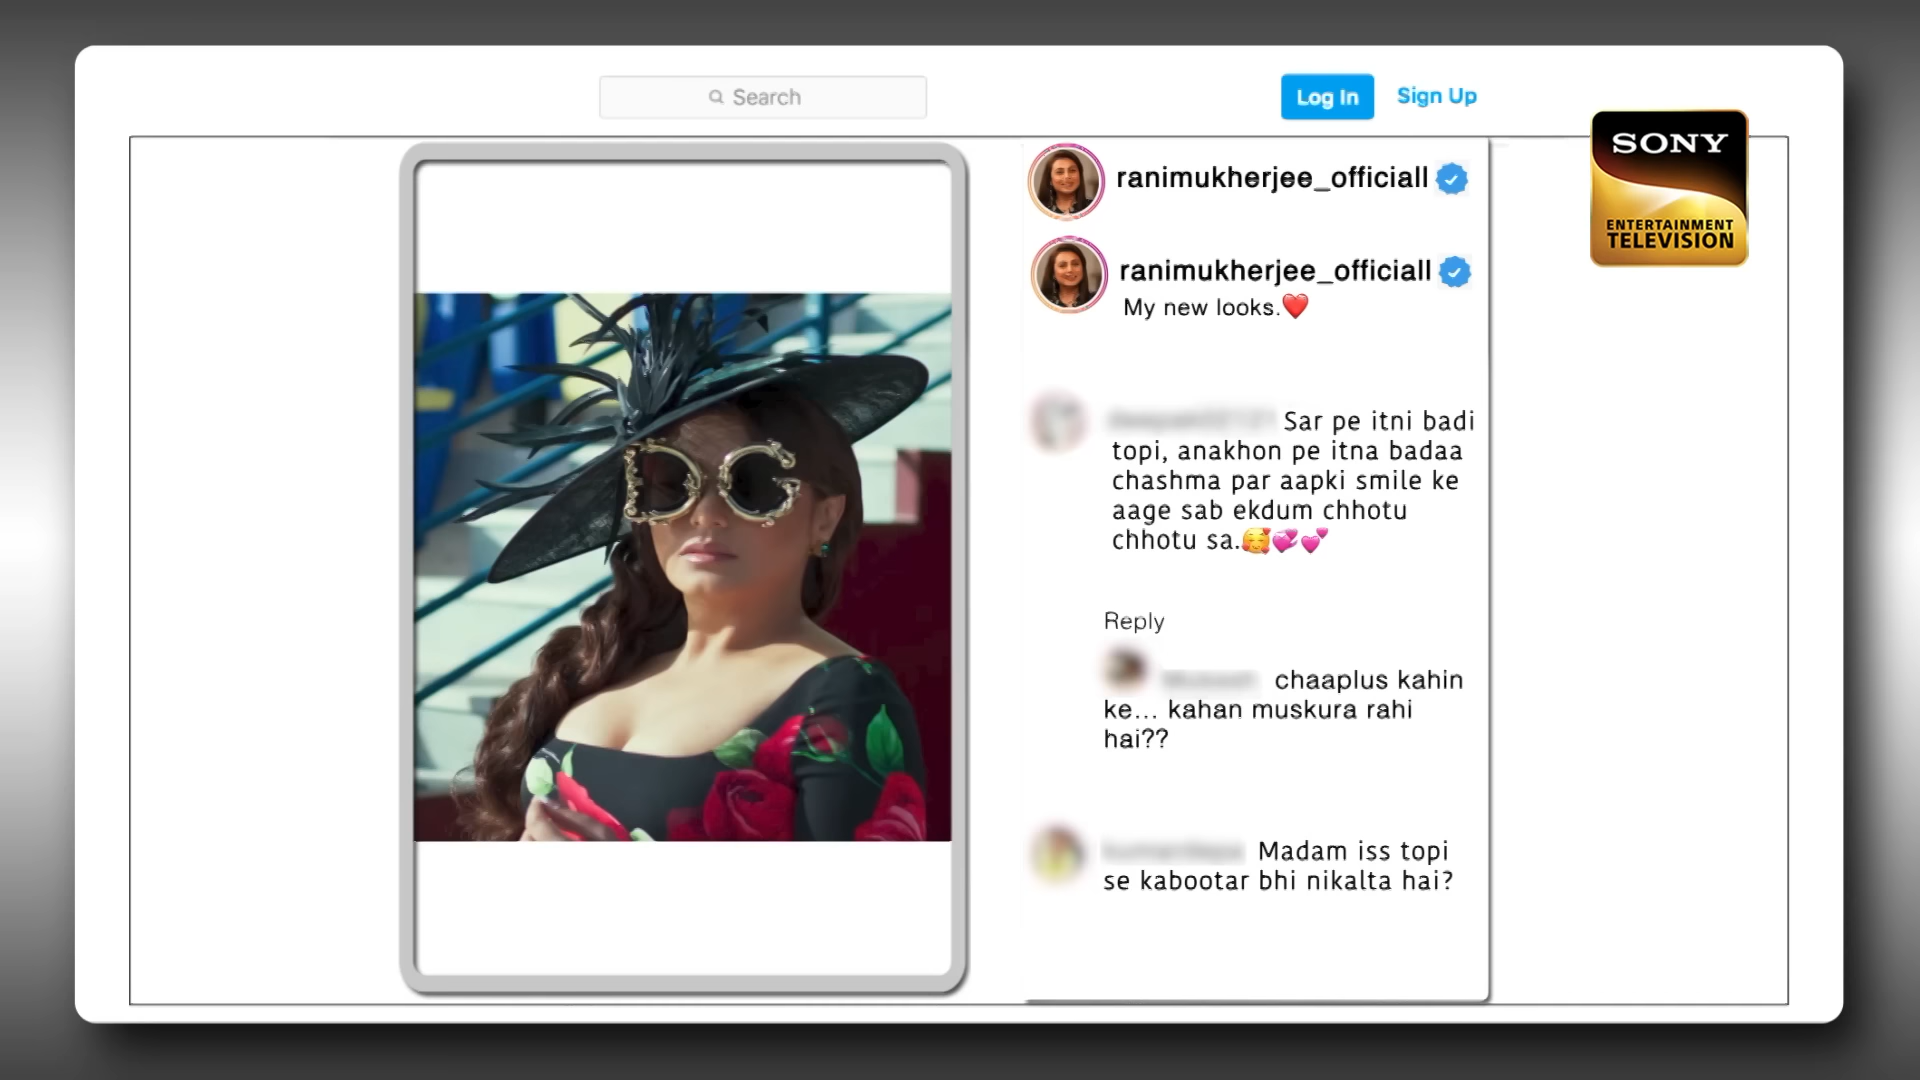 Search
Log In
Sign Up
SONY
ENTERTAINMENT
TELEVISION
ranimukherjee_officiall
ranimukherjee_officiall
My new looks.❤️
DG
Sar pe itni badi
topi, anakhon pe itna badaa
chashma par aapki smile ke
aage sab ekdum chhotu
chhotu sa.🥰💞💕
Reply
chaaplus kahin
ke... kahan muskura rahi
hai??
Madam iss topi
se kabootar bhi nikalta hai?